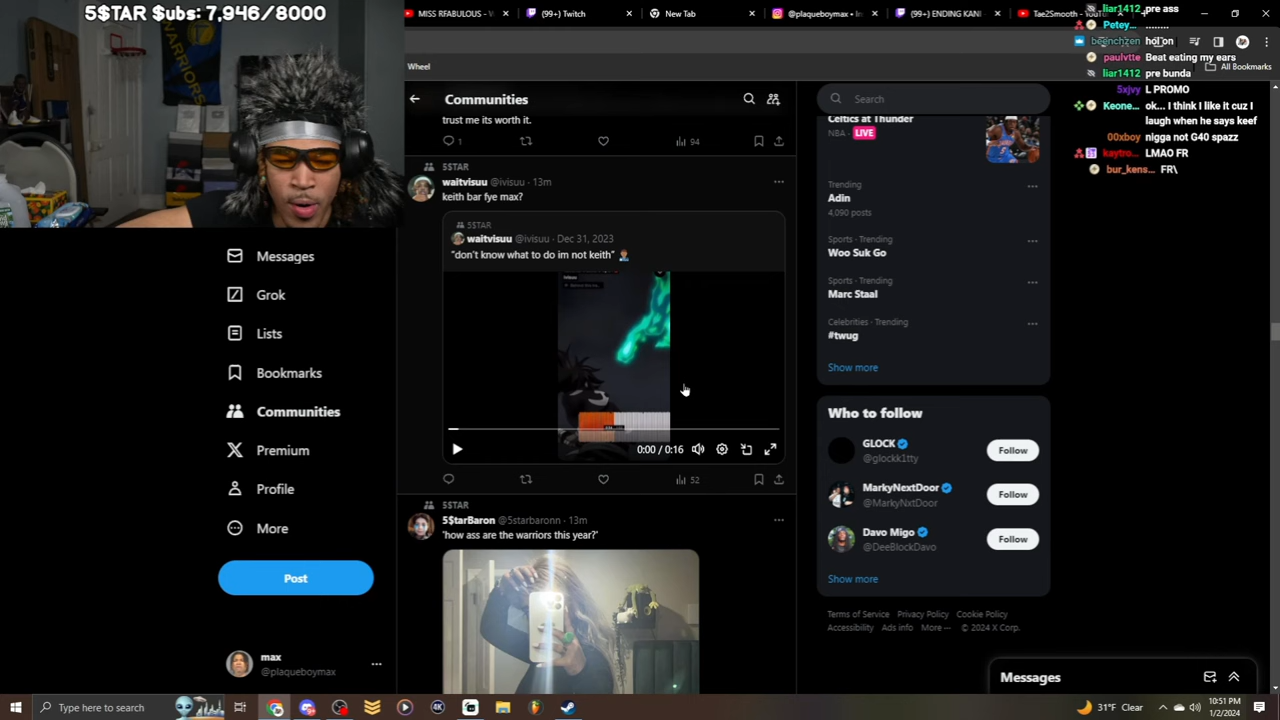 5$TAR $ubs: 7,946/8000
WARRIORS
MISS RFABULOUS -
(99+) Twitch
New Tab
@plaqueboymax •
(99+) ENDING KAN
Tae2Smooth - YouTu
Wheel
All Bookmarks
Communities
trust me its worth it.
1
94
5$TAR
waitvisuu @ivisuu · 13m
keith bar fye max?
5$TAR
waitvisuu @ivisuu · Dec 31, 2023
"don't know what to do im not keith" 🤦🏾‍♂️
0:00 / 0:16
52
5$TAR
5$tarBaron @5starbaronn · 13m
'how ass are the warriors this year?'
Messages
Grok
Lists
Bookmarks
Communities
Premium
Profile
More
Post
max
@plaqueboymax
Search
Celtics at Thunder
NBA · LIVE
Trending
Adin
4,090 posts
Sports · Trending
Woo Suk Go
Sports · Trending
Marc Staal
Celebrities · Trending
#twug
Show more
Who to follow
GLOCK
@glockk1tty
Follow
MarkyNextDoor
@MarkyNxtDoor
Follow
Davo Migo
@DeeBlockDavo
Follow
Show more
Terms of Service Privacy Policy Cookie Policy
Accessibility Ads info More — © 2024 X Corp.
Messages
liar1412 pre ass
Petey...
beenchzen hol on
paulvtte Beat eating my ears
liar1412 pre bunda
5xjvy L PROMO
Keone... ok... I think I like it cuz I
laugh when he says keef
00xboy nigga not G40 spazz
kaytro... LMAO FR
bur_kens... FR\
Type here to search
31°F Clear
10:51 PM
1/2/2024